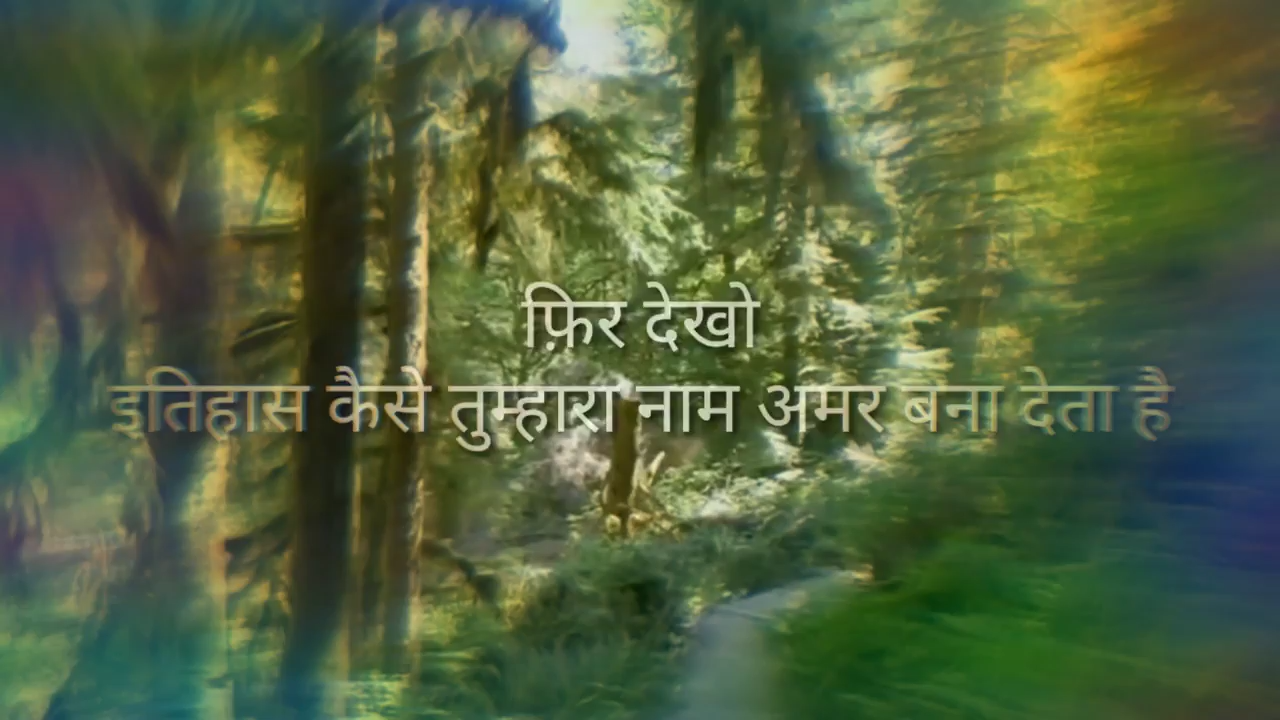 फ़िर देखो
इतिहास कैसे तुम्हारा नाम अमर बना देता है